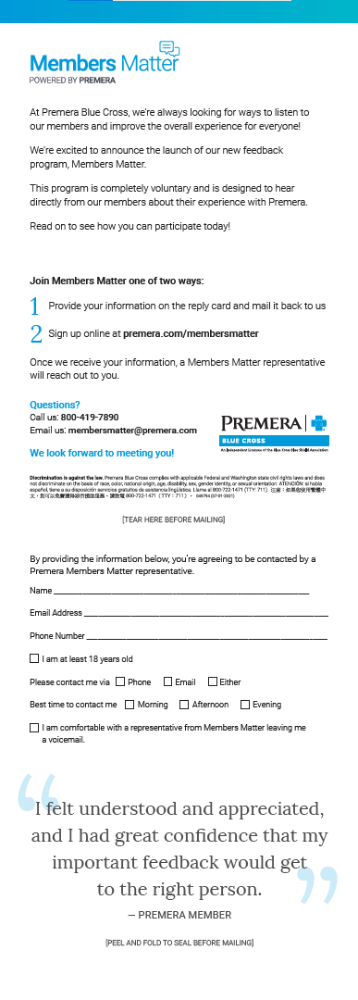 Members Matter
POWERED BY PREMERA
At Premera Blue Cross, we're always looking for ways to listen to
our members and improve the overall experience for everyone!
We're excited to announce the launch of our new feedback
program, Members Matter.
This program is completely voluntary and is designed to hear
directly from our members about their experience with Premera.
Read on to see how you can participate today!
Join Members Matter one of two ways:
1 Provide your information on the reply card and mail it back to us
2 Sign up online at premera.com/membersmatter
Once we receive your information, a Members Matter representative
will reach out to you.
Questions?
Call us: 800-419-7890
Email us: membersmatter@premera.com
We look forward to meeting you!
PREMERA
BLUE CROSS
An Independent Licensee of the Blue Cross Blue Shield Association
Discrimination is against the law. Premera Blue Cross complies with applicable Federal and Washington state civil rights laws and does
not discriminate on the basis of race, color, national origin, age, disability, sex, gender identity, or sexual orientation. ATENCIÓN: si habla
español, tiene a su disposición servicios gratuitos de asistencia lingüística. Llame al 800-722-1471 (TTY: 711). 注意：如果您使用繁體中
文，您可以免費獲得語言援助服務。請致電 800-722-1471（TTY：711）。 048794 (07-01-2021)
[TEAR HERE BEFORE MAILING]
By providing the information below, you're agreeing to be contacted by a
Premera Members Matter representative.
Name
Email Address
Phone Number
I am at least 18 years old
Please contact me via Phone Email Either
Best time to contact me Morning Afternoon Evening
I am comfortable with a representative from Members Matter leaving me
a voicemail.
“I felt understood and appreciated,
and I had great confidence that my
important feedback would get
to the right person.”
— PREMERA MEMBER
[PEEL AND FOLD TO SEAL BEFORE MAILING]